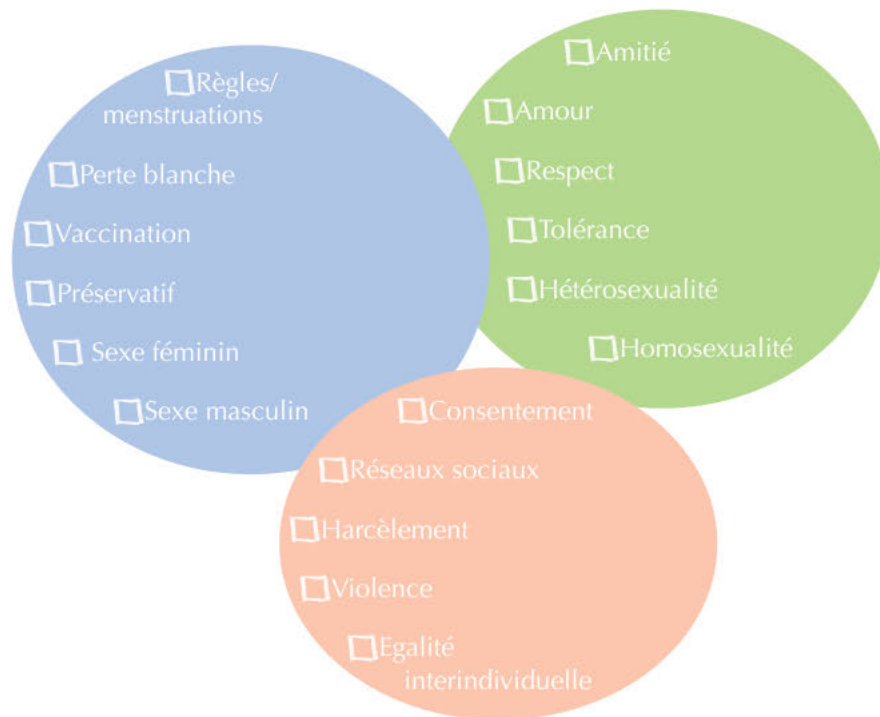 Règles/
menstruations
Perte blanche
Vaccination
Préservatif
Sexe féminin
Sexe masculin
Amitié
Amour
Respect
Tolérance
Hétérosexualité
Homosexualité
Consentement
Réseaux sociaux
Harcèlement
Violence
Egalité
interindividuelle